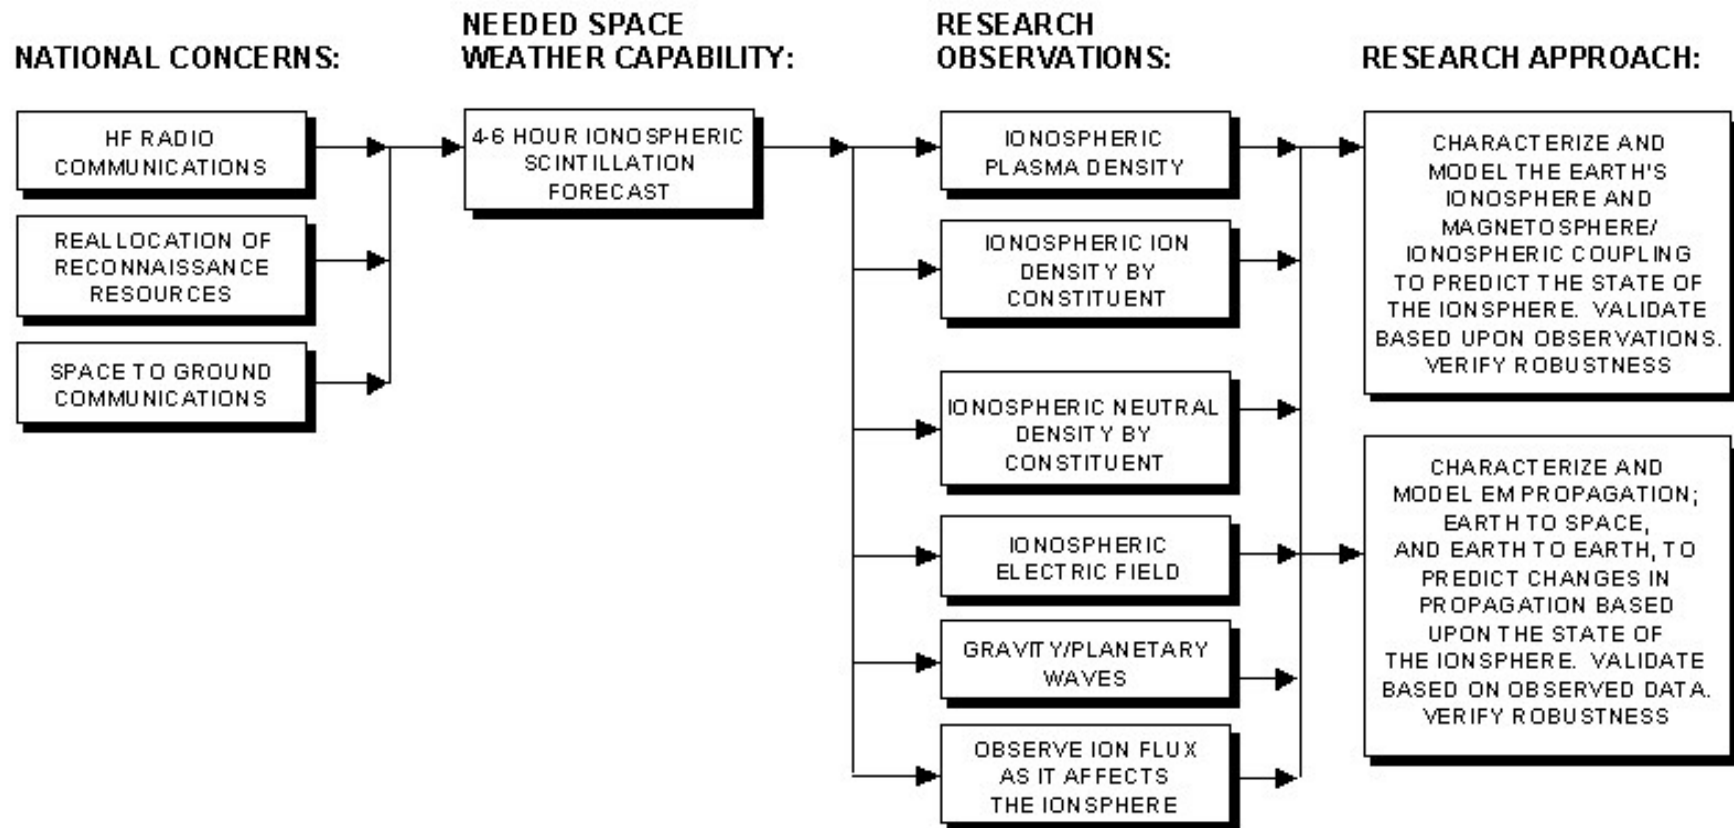 NATIONAL CONCERNS:
NEEDED SPACE
WEATHER CAPABILITY:
RESEARCH
OBSERVATIONS:
RESEARCH APPROACH:
HF RADIO
COMMUNICATIONS
REALLOCATION OF
RECONNAISSANCE
RESOURCES
SPACE TO GROUND
COMMUNICATIONS
4-6 HOUR IONOSPHERIC
SCINTILLATION
FORECAST
IONOSPHERIC
PLASMA DENSITY
IONOSPHERIC ION
DENSITY BY
CONSTITUENT
IONOSPHERIC NEUTRAL
DENSITY BY
CONSTITUENT
IONOSPHERIC
ELECTRIC FIELD
GRAVITY/PLANETARY
WAVES
OBSERVE ION FLUX
AS IT AFFECTS
THE IONSPHERE
CHARACTERIZE AND
MODEL THE EARTH'S
IONOSPHERE AND
MAGNETOSPHERE/
IONOSPHERIC COUPLING
TO PREDICT THE STATE OF
THE IONSPHERE. VALIDATE
BASED UPON OBSERVATIONS.
VERIFY ROBUSTNESS
CHARACTERIZE AND
MODEL EM PROPAGATION;
EARTH TO SPACE,
AND EARTH TO EARTH, TO
PREDICT CHANGES IN
PROPAGATION BASED
UPON THE STATE OF
THE IONSPHERE. VALIDATE
BASED ON OBSERVED DATA.
VERIFY ROBUSTNESS